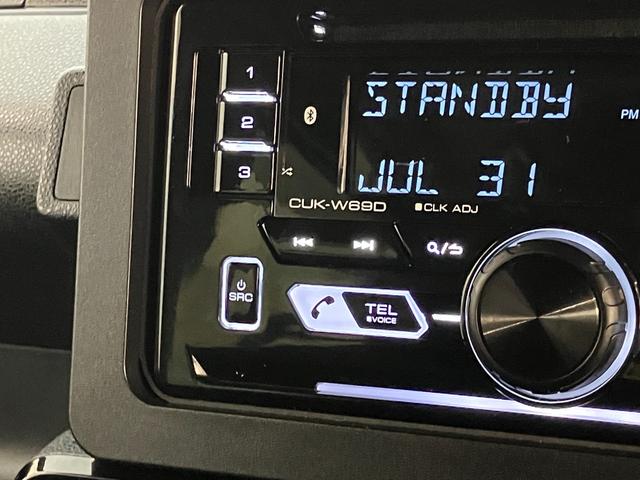 1
2
3
STANDBY
PM
JUL 31
CUK-W69D
CLK ADJ
SRC
TEL
VOICE